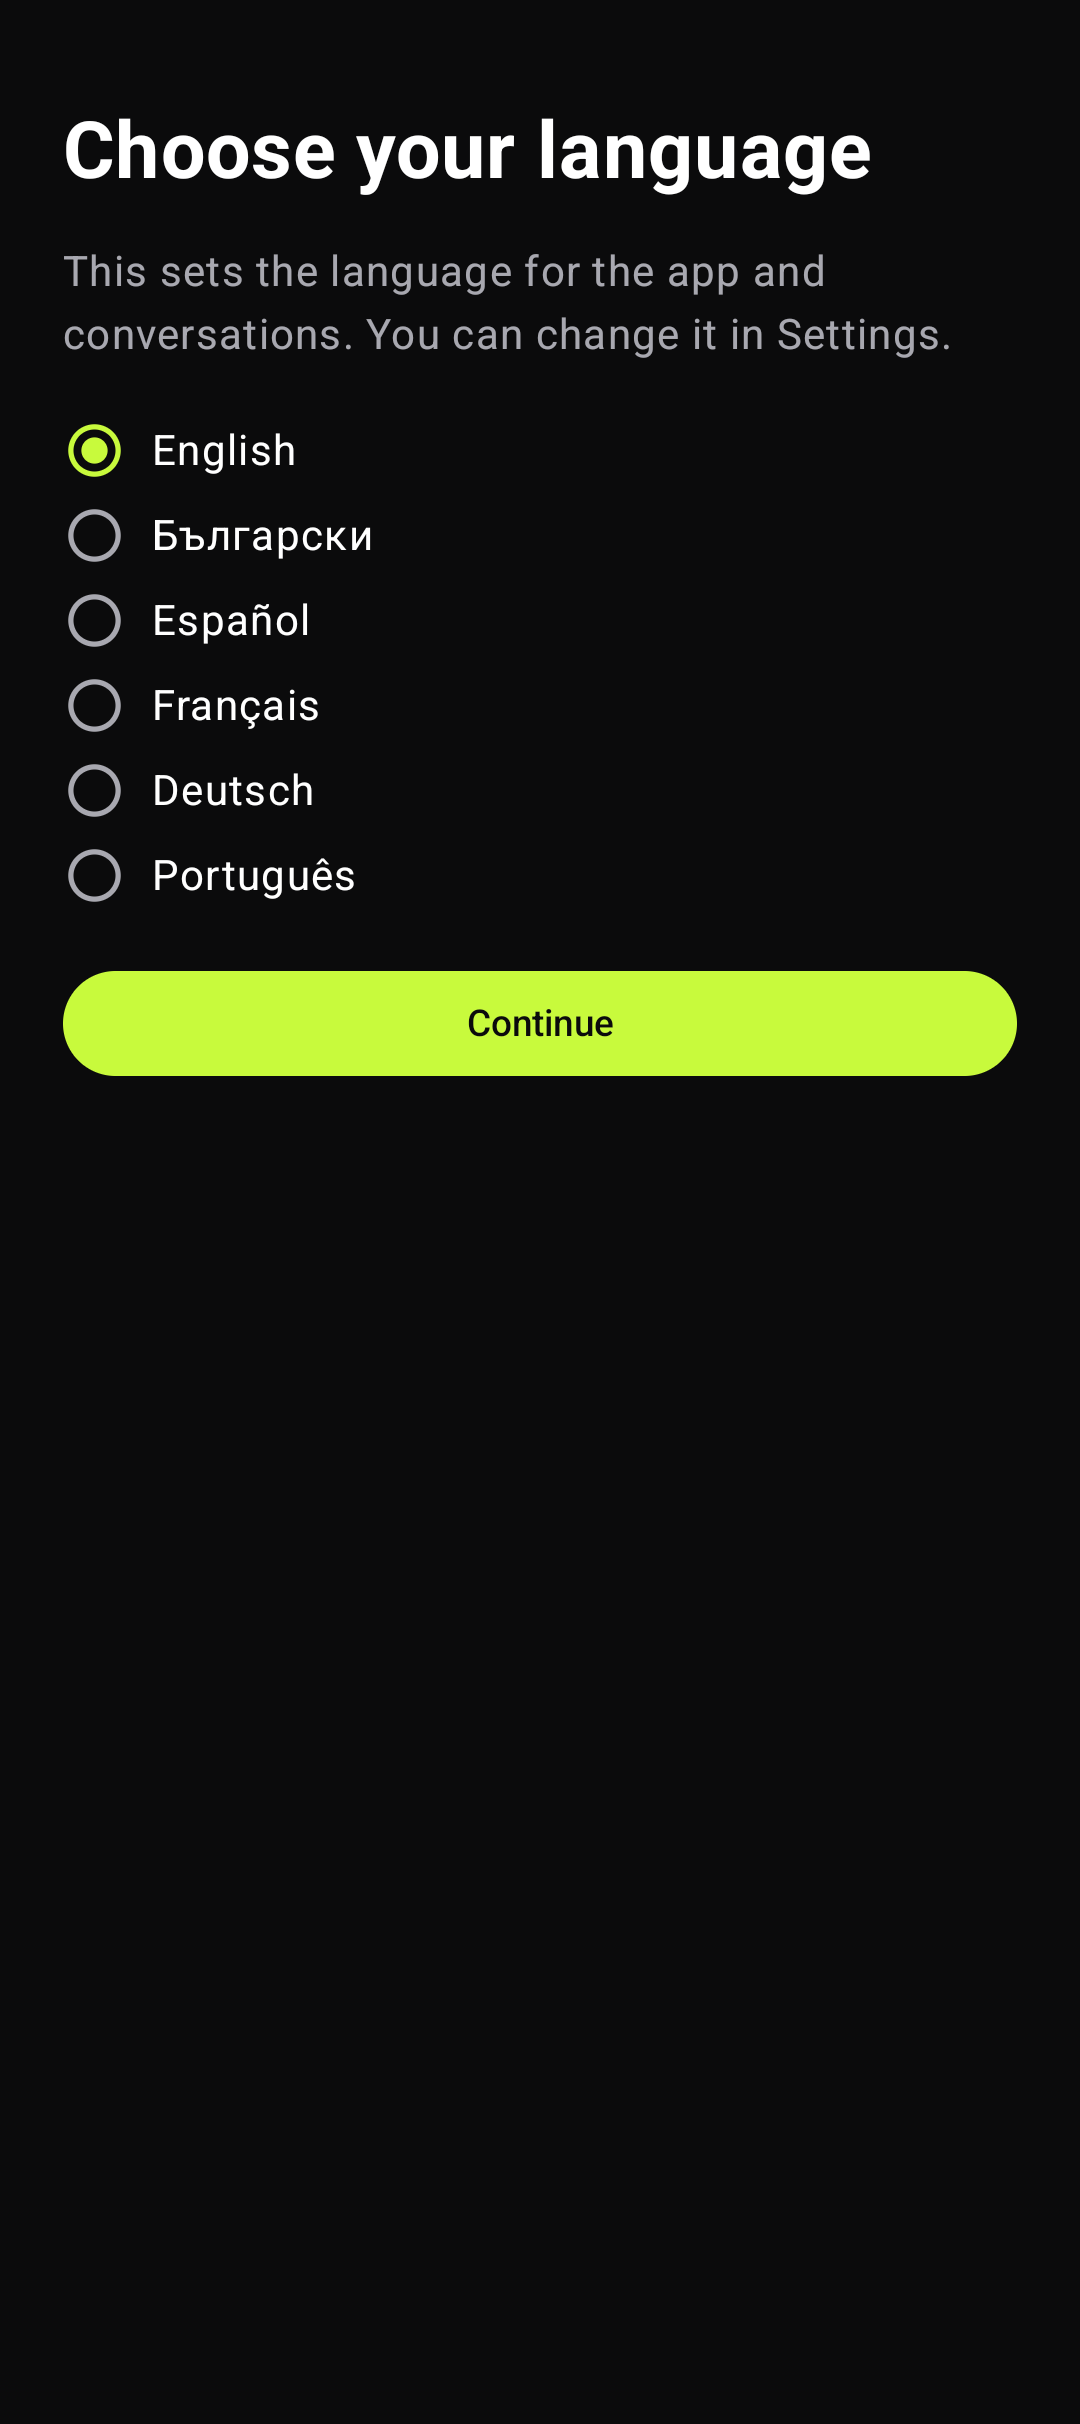 Choose your language
This sets the language for the app and
conversations. You can change it in Settings.
English
Български
Español
Français
Deutsch
Português
Continue